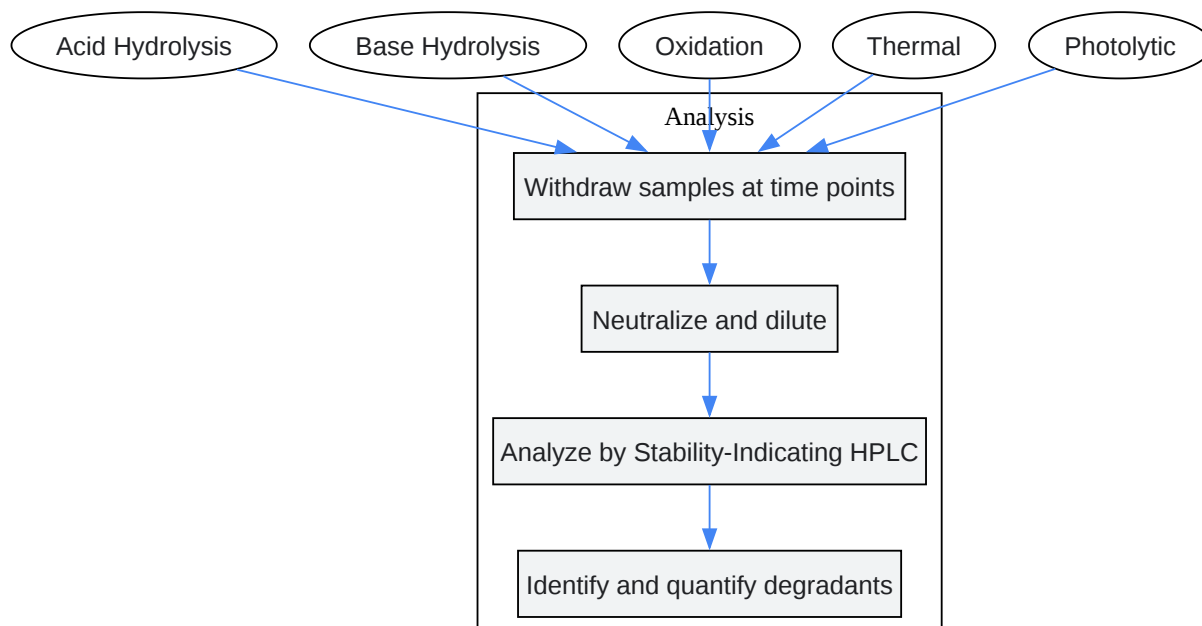 Acid Hydrolysis
Base Hydrolysis
Oxidation
Thermal
Photolytic
Analysis
Withdraw samples at time points
Neutralize and dilute
Analyze by Stability-Indicating HPLC
Identify and quantify degradants